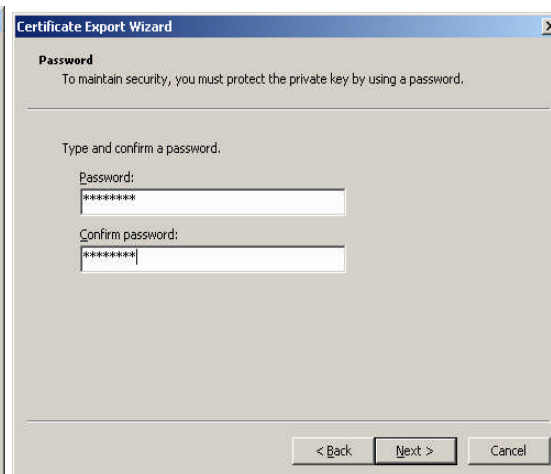 Certificate Export Wizard
Password
To maintain security, you must protect the private key by using a password.
Type and confirm a password.
Password:
********
Confirm password:
********
< Back Next > Cancel